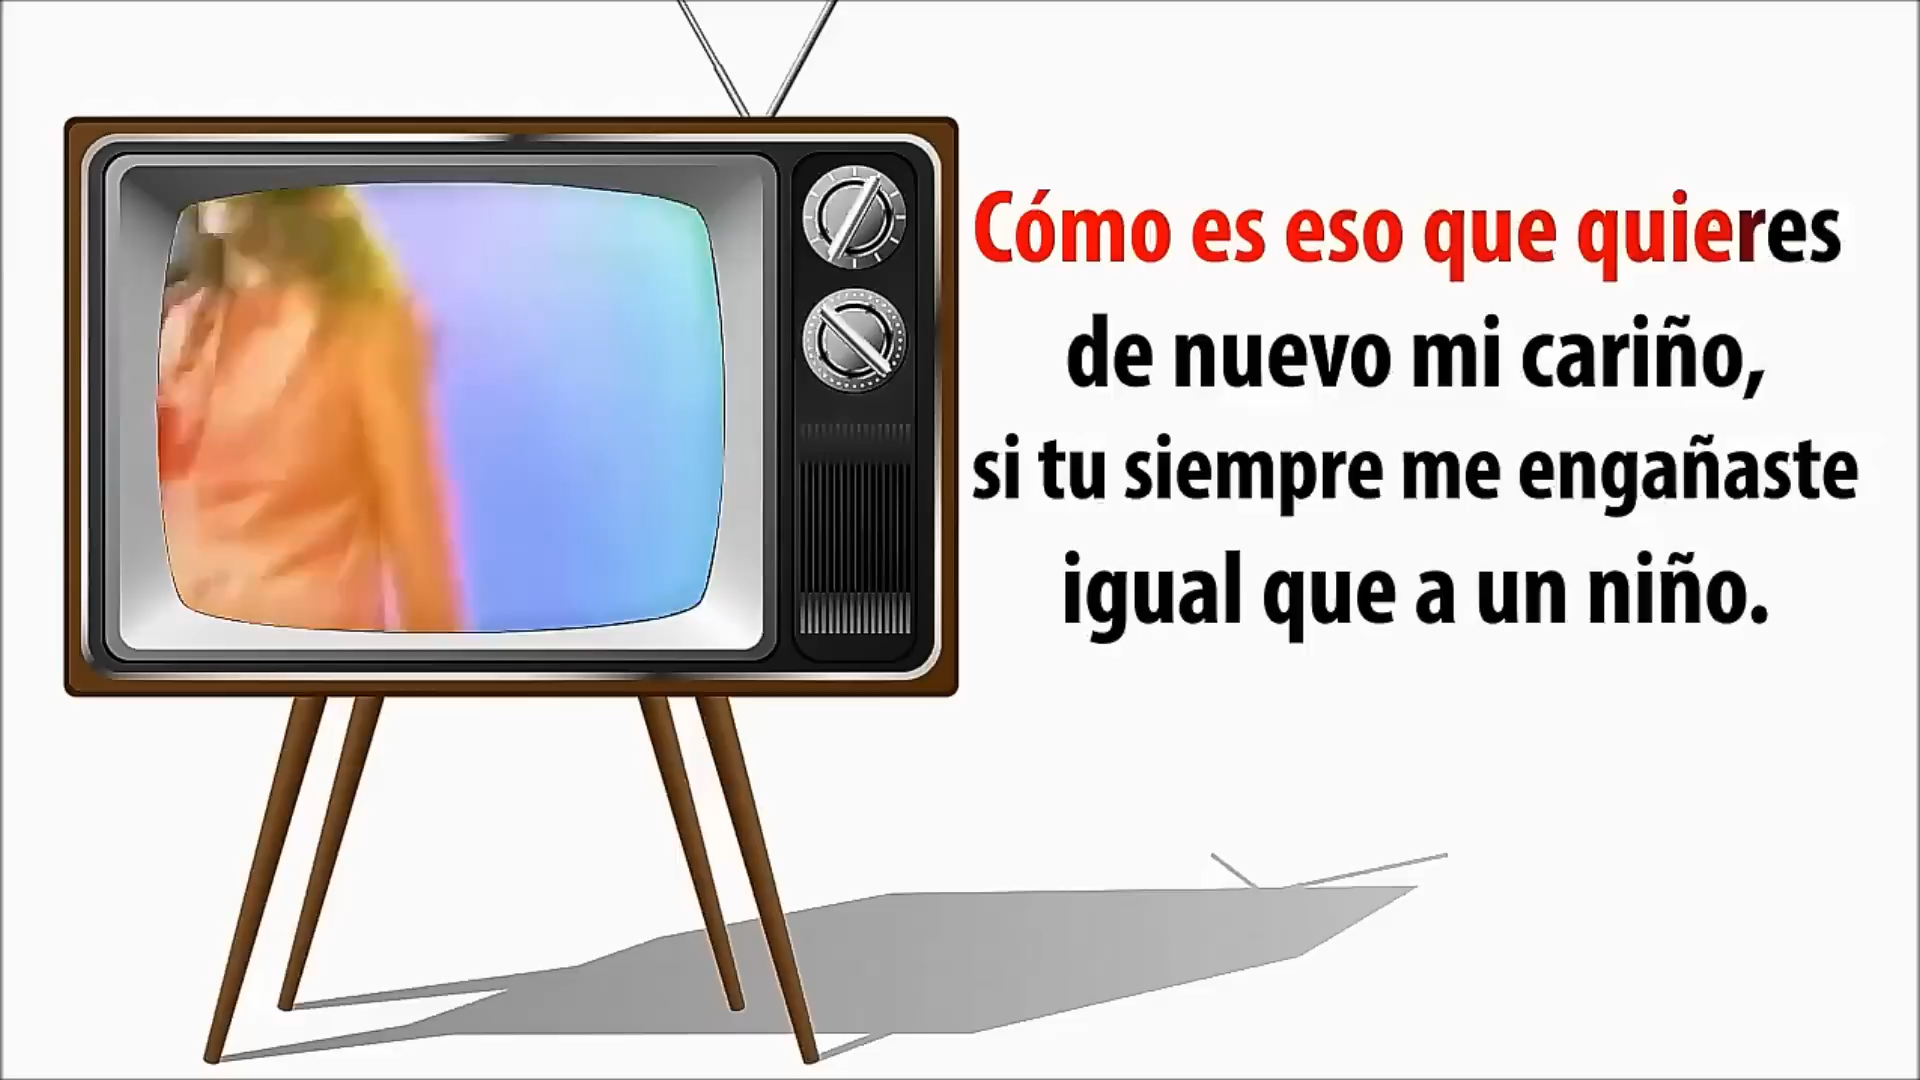 Cómo es eso que quieres
de nuevo mi cariño,
si tu siempre me engañaste
igual que a un niño.